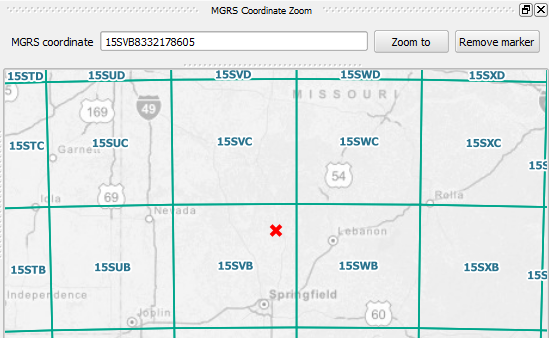 MGRS Coordinate Zoom
MGRS coordinate 15SVB8332178605 Zoom to Remove marker
15STD 15SUD 15SVD 15SWD 15SXD
MISSOURI
169 49
15STC Garnett 15SUC 15SVC 15SWC 15SXC
54
69
Iola Nevada Rolla
Lebanon
15STB 15SUB 15SVB 15SWB 15SXB
Independence Springfield
Joplin 60